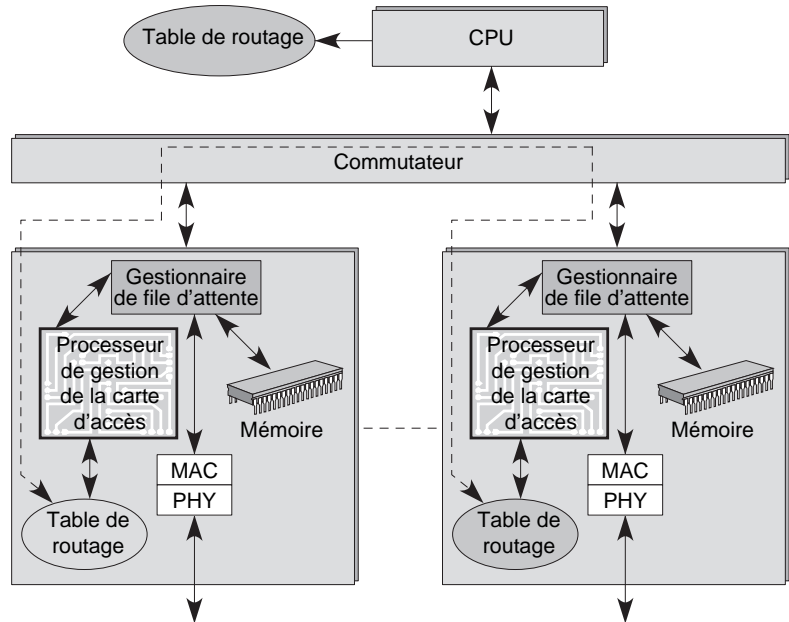 Table de routage
CPU
Commutateur
Gestionnaire
de file d'attente
Processeur
de gestion
de la carte
d'accès
Mémoire
MAC
PHY
Table de
routage
Gestionnaire
de file d'attente
Processeur
de gestion
de la carte
d'accès
Mémoire
MAC
PHY
Table de
routage